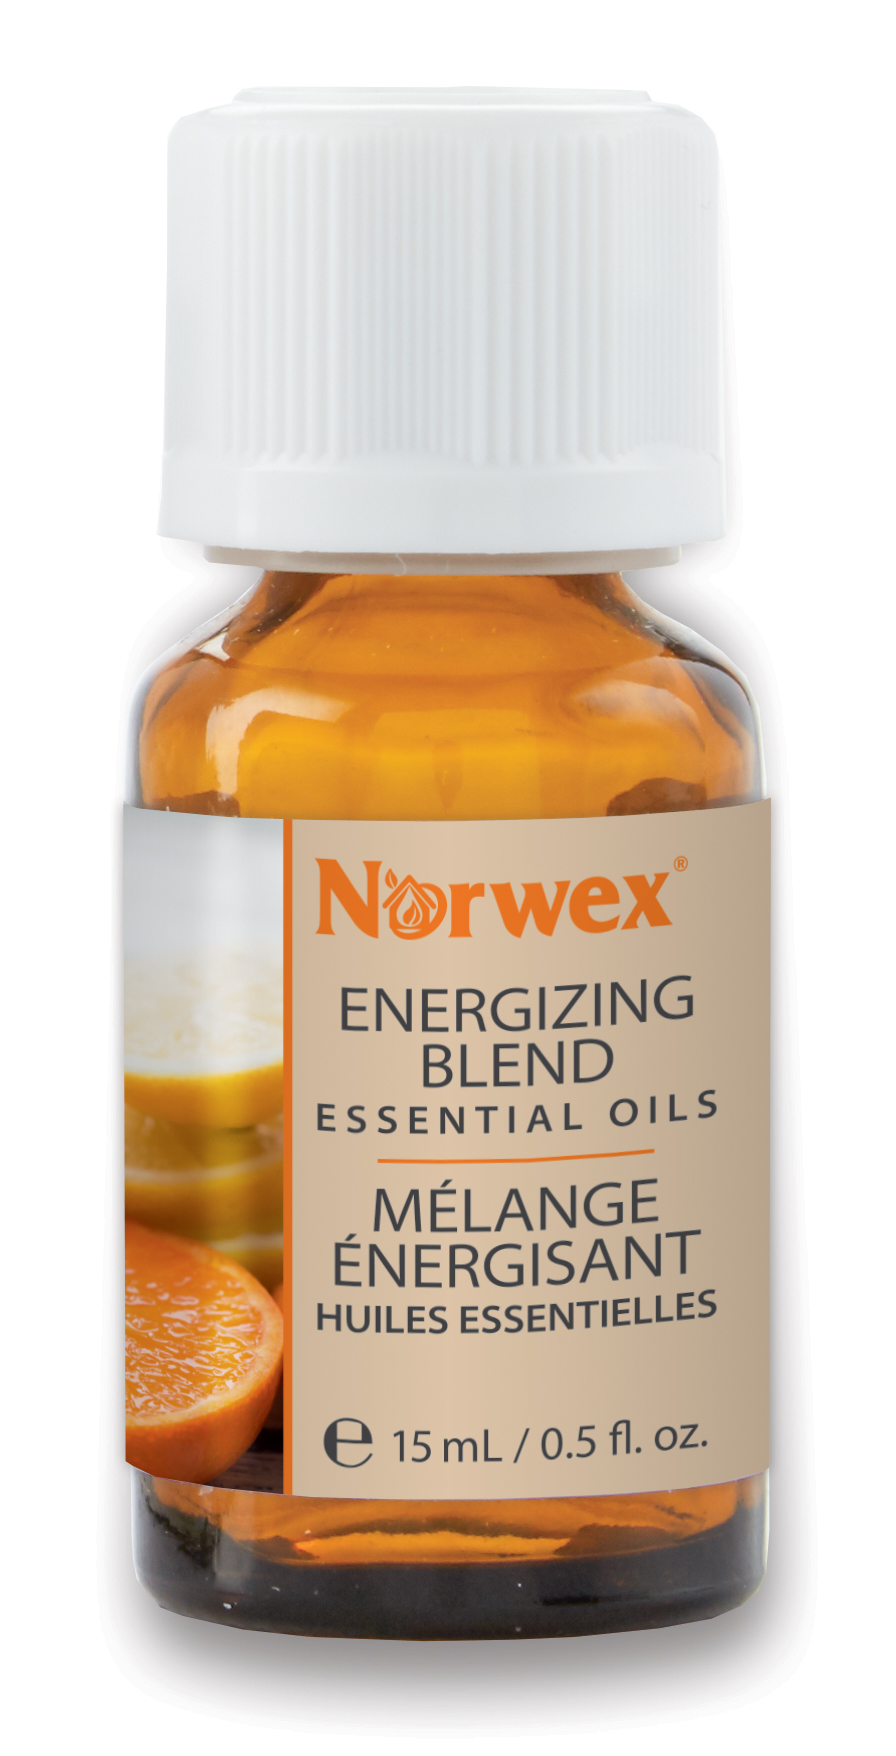 Norwex®
ENERGIZING
BLEND
ESSENTIAL OILS
MÉLANGE
ÉNERGISANT
HUILES ESSENTIELLES
℮ 15 mL / 0.5 fl. oz.